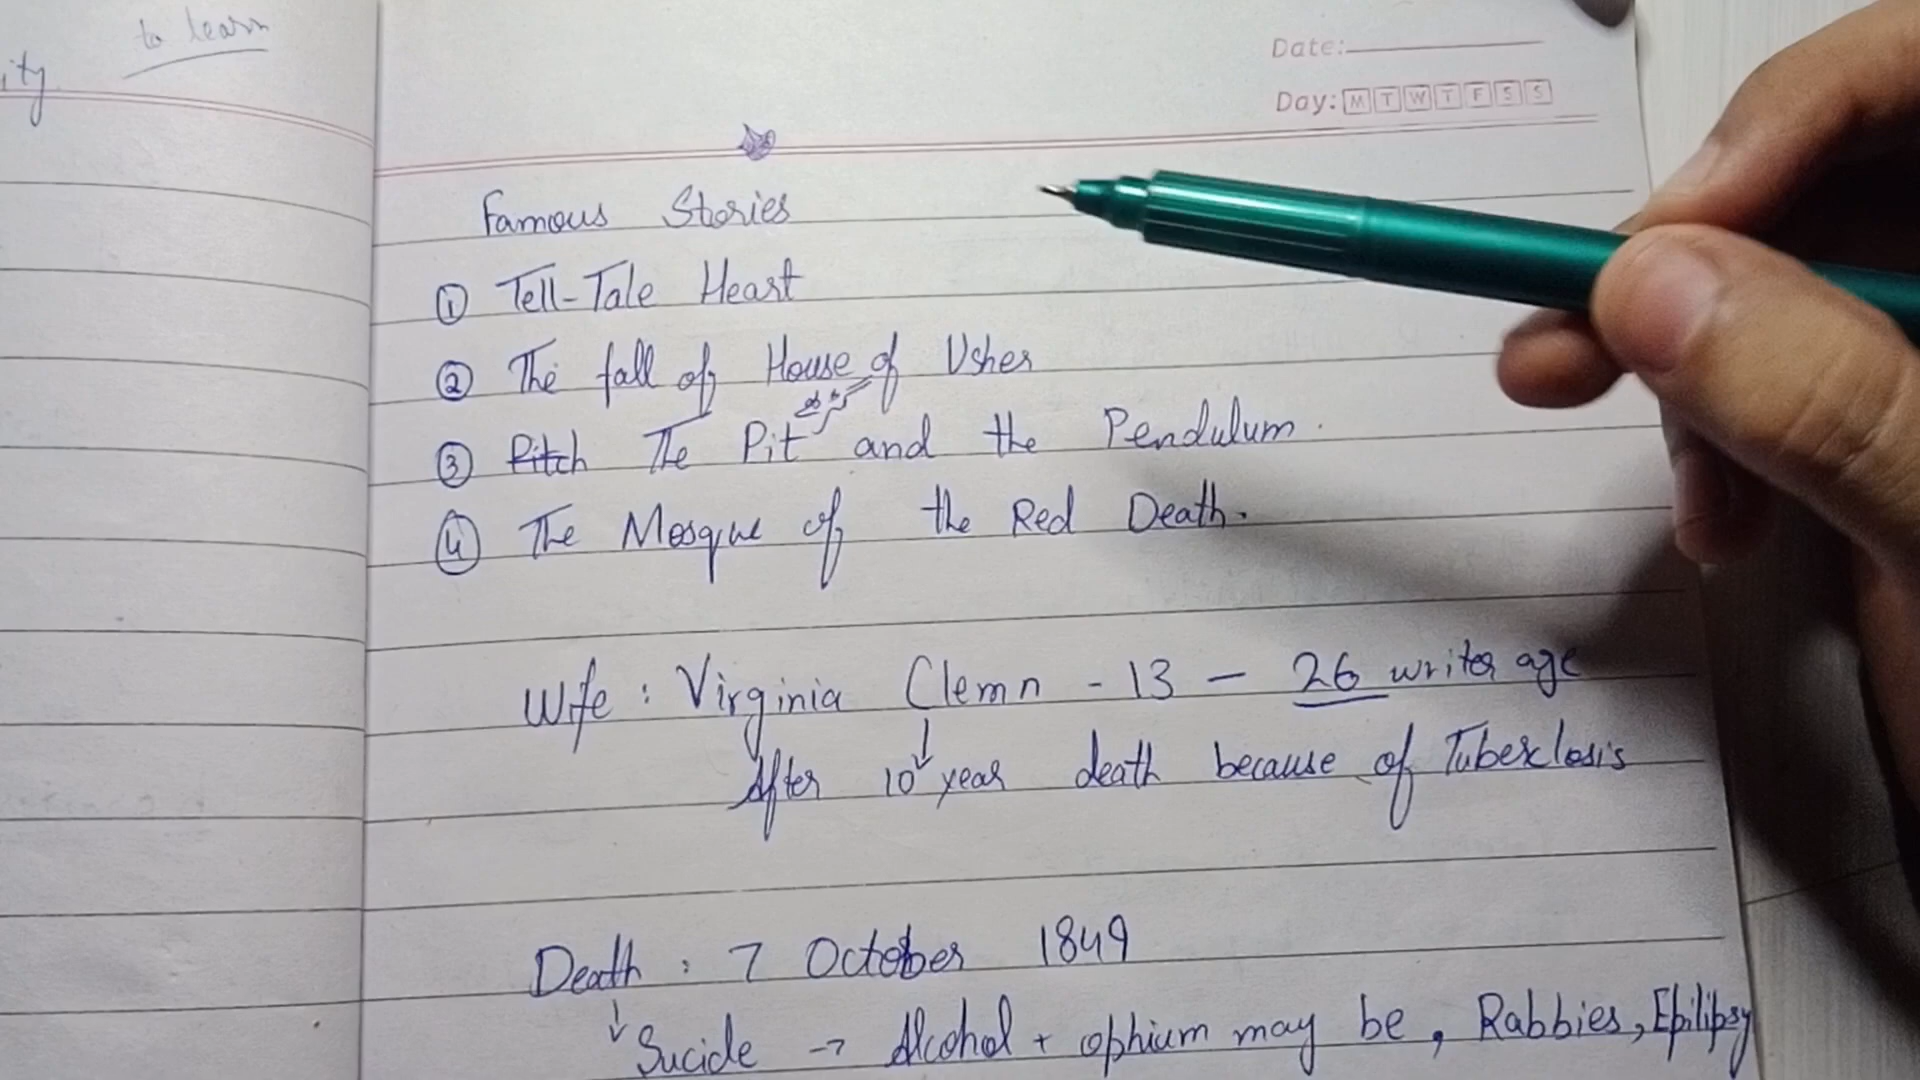 to learn
ity
Date:
Day: M T W T F S S
Famous Stories
① Tell-Tale Heart
② The fall of House of Usher
③ Pitch The Pit and the Pendulum.
④ The Mosque of the Red Death.
Wife : Virginia Clemn - 13 – 26 writer age
↓
After 10 year death because of Tuberclosis
Death : 7 October 1849
↓ Sucide → Alcohol + ophium may be, Rabbies, Epilipsy